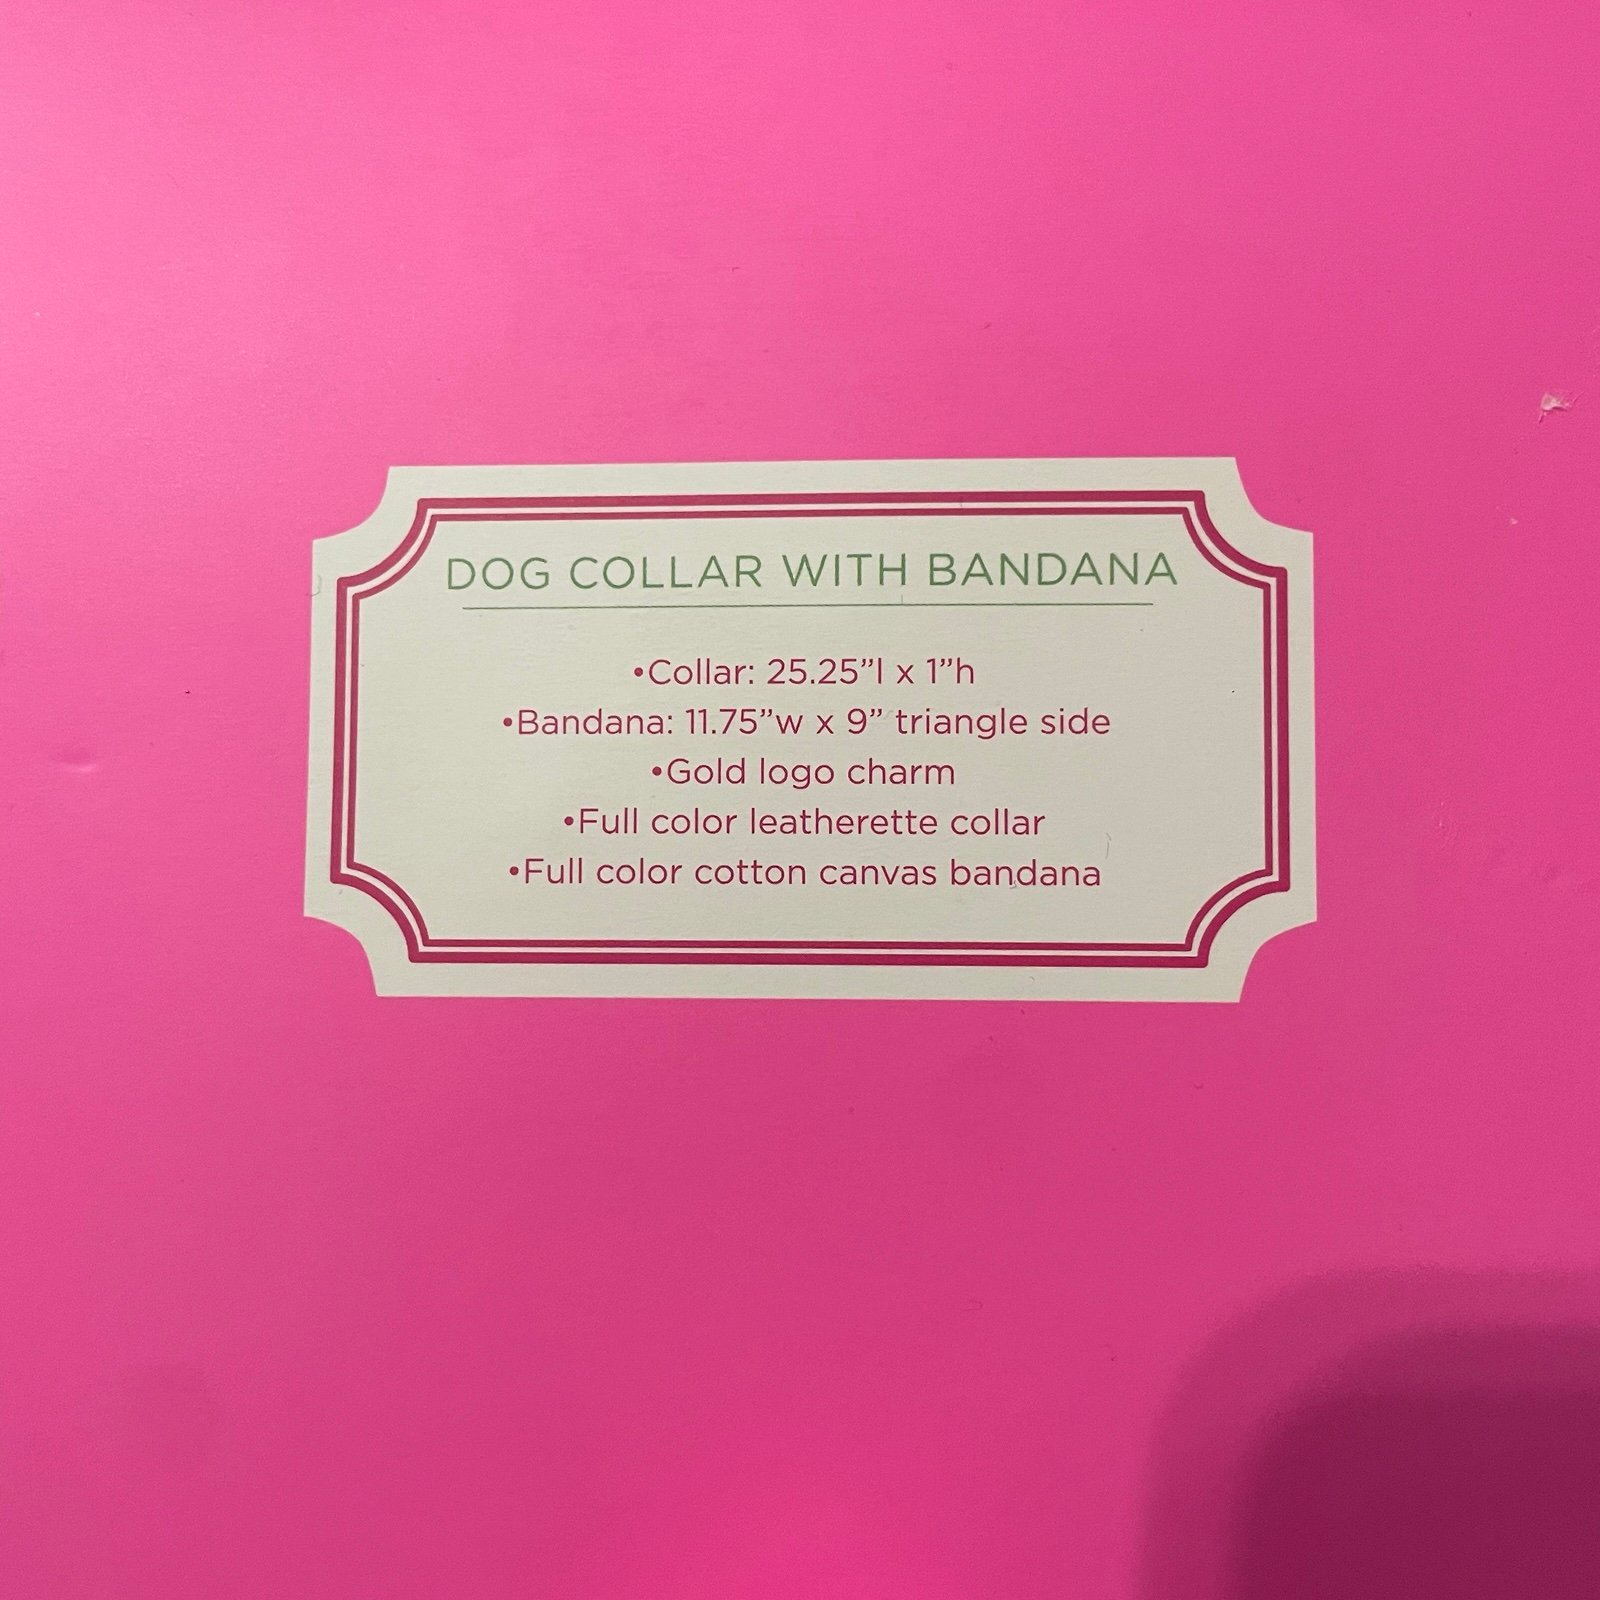 DOG COLLAR WITH BANDANA
•Collar: 25.25”l x 1”h
•Bandana: 11.75”w x 9” triangle side
•Gold logo charm
•Full color leatherette collar
•Full color cotton canvas bandana